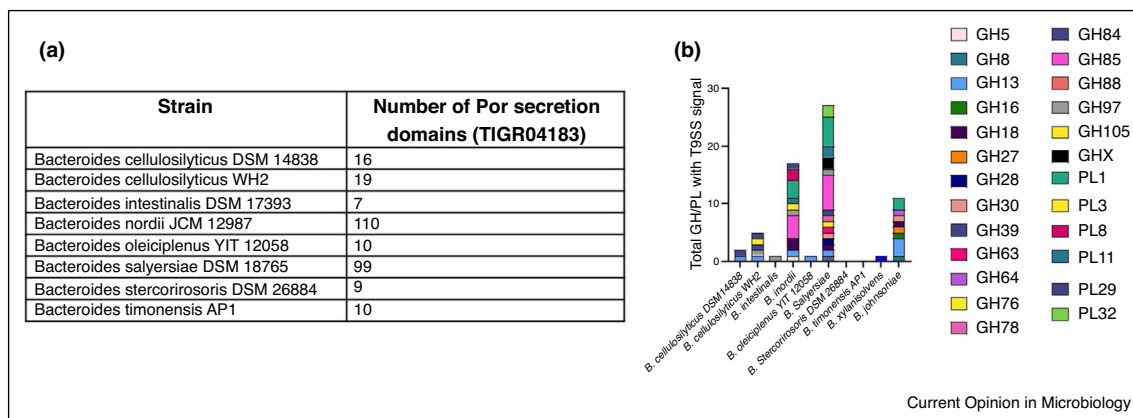 (a)
Strain
Number of Por secretion
domains (TIGR04183)
Bacteroides cellulosilyticus DSM 14838
16
Bacteroides cellulosilyticus WH2
19
Bacteroides intestinalis DSM 17393
7
Bacteroides nordii JCM 12987
110
Bacteroides oleiciplenus YIT 12058
10
Bacteroides salyersiae DSM 18765
99
Bacteroides stercorirosoris DSM 26884
9
Bacteroides timonensis AP1
10
(b)
Total GH/PL with T9SS signal
30
20
10
0
B. cellulosilyticus DSM14838
B. cellulosilyticus WH2
B. intestinalis
B. inordii
B. oleiciplenus YIT 12058
B. Salyersiae
B. Stercorirosoris DSM 26884
B. timonensis AP1
B. xylanisolvens
B. johnsoniae
GH5
GH8
GH13
GH16
GH18
GH27
GH28
GH30
GH39
GH63
GH64
GH76
GH78
GH84
GH85
GH88
GH97
GH105
GHX
PL1
PL3
PL8
PL11
PL29
PL32
Current Opinion in Microbiology